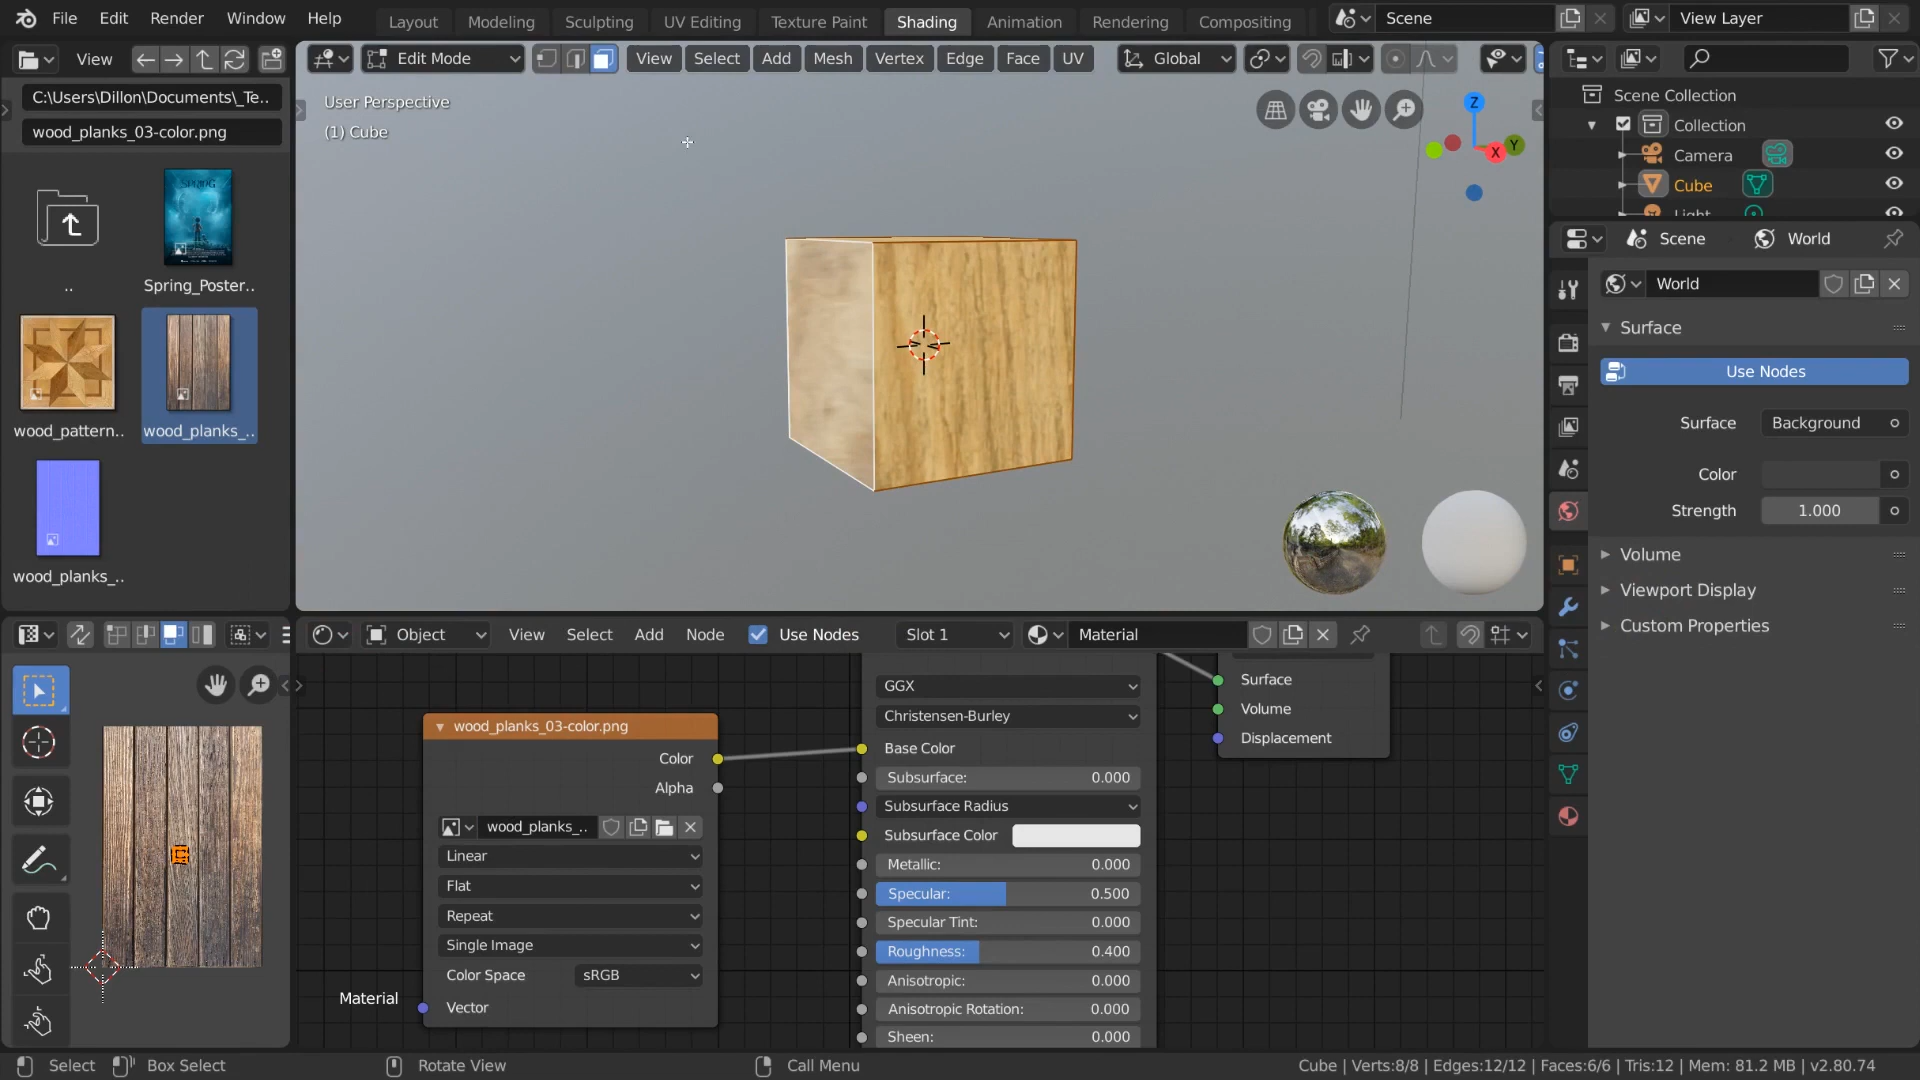 File Edit Render Window Help
Layout Modeling Sculpting UV Editing Texture Paint Shading Animation Rendering Compositing
Scene View Layer
View
Edit Mode View Select Add Mesh Vertex Edge Face UV Global
C:\Users\Dillon\Documents\_Te..
wood_planks_03-color.png
User Perspective
(1) Cube
Z
Y
X
..
SPRING
Spring_Poster..
wood_pattern..
wood_planks_..
wood_planks_..
Scene Collection
Collection
Camera
Cube
Light
Scene World
World
Surface
Use Nodes
Surface Background
Color
Strength 1.000
Volume
Viewport Display
Custom Properties
Object View Select Add Node Use Nodes Slot 1 Material
wood_planks_03-color.png
Color
Alpha
wood_planks_..
Linear
Flat
Repeat
Single Image
Color Space sRGB
Vector
Material
GGX
Christensen-Burley
Base Color
Subsurface: 0.000
Subsurface Radius
Subsurface Color
Metallic: 0.000
Specular: 0.500
Specular Tint: 0.000
Roughness: 0.400
Anisotropic: 0.000
Anisotropic Rotation: 0.000
Sheen: 0.000
Surface
Volume
Displacement
Select Box Select Rotate View Call Menu
Cube | Verts:8/8 | Edges:12/12 | Faces:6/6 | Tris:12 | Mem: 81.2 MB | v2.80.74